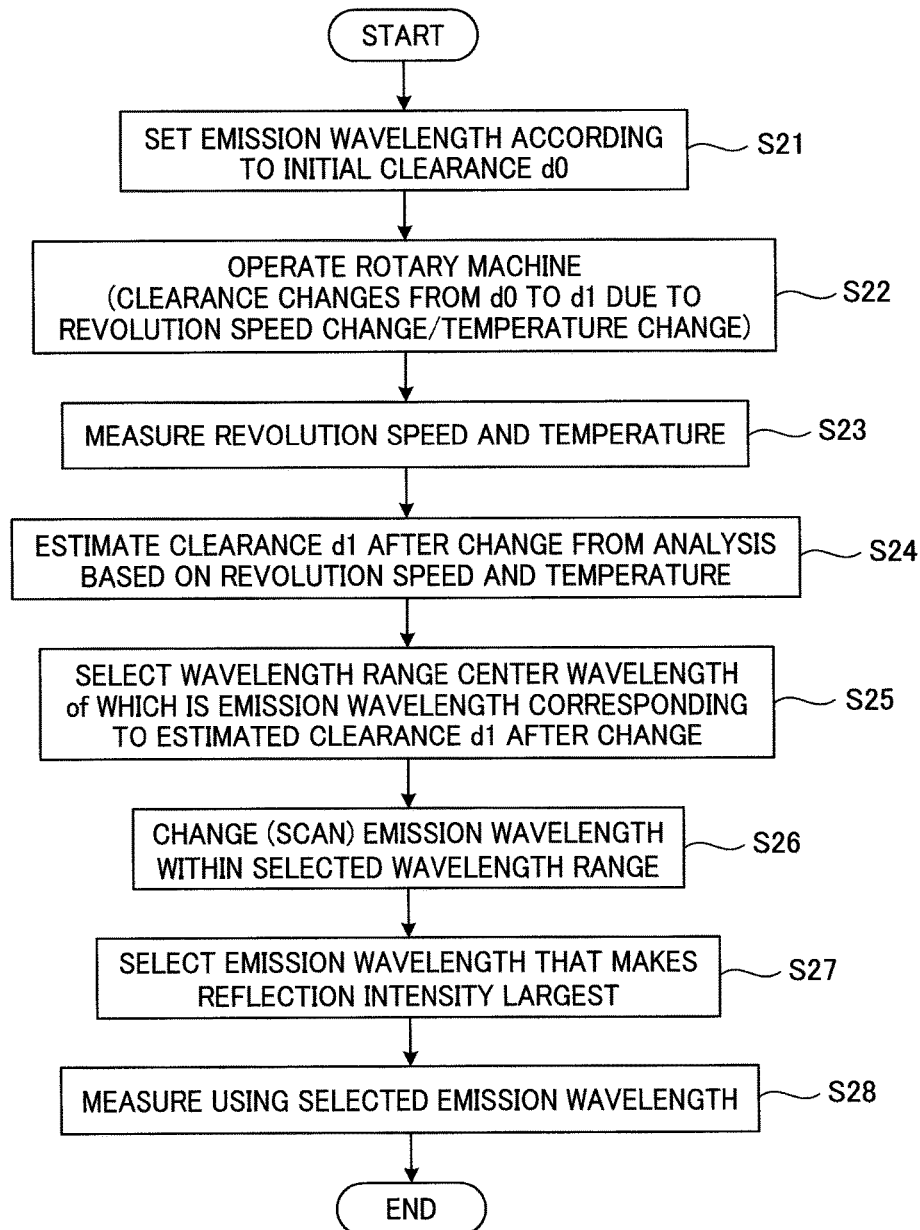 START
SET EMISSION WAVELENGTH ACCORDING
TO INITIAL CLEARANCE d0
S21
OPERATE ROTARY MACHINE
(CLEARANCE CHANGES FROM d0 TO d1 DUE TO
REVOLUTION SPEED CHANGE/TEMPERATURE CHANGE)
S22
MEASURE REVOLUTION SPEED AND TEMPERATURE
S23
ESTIMATE CLEARANCE d1 AFTER CHANGE FROM ANALYSIS
BASED ON REVOLUTION SPEED AND TEMPERATURE
S24
SELECT WAVELENGTH RANGE CENTER WAVELENGTH
of WHICH IS EMISSION WAVELENGTH CORRESPONDING
TO ESTIMATED CLEARANCE d1 AFTER CHANGE
S25
CHANGE (SCAN) EMISSION WAVELENGTH
WITHIN SELECTED WAVELENGTH RANGE
S26
SELECT EMISSION WAVELENGTH THAT MAKES
REFLECTION INTENSITY LARGEST
S27
MEASURE USING SELECTED EMISSION WAVELENGTH
S28
END